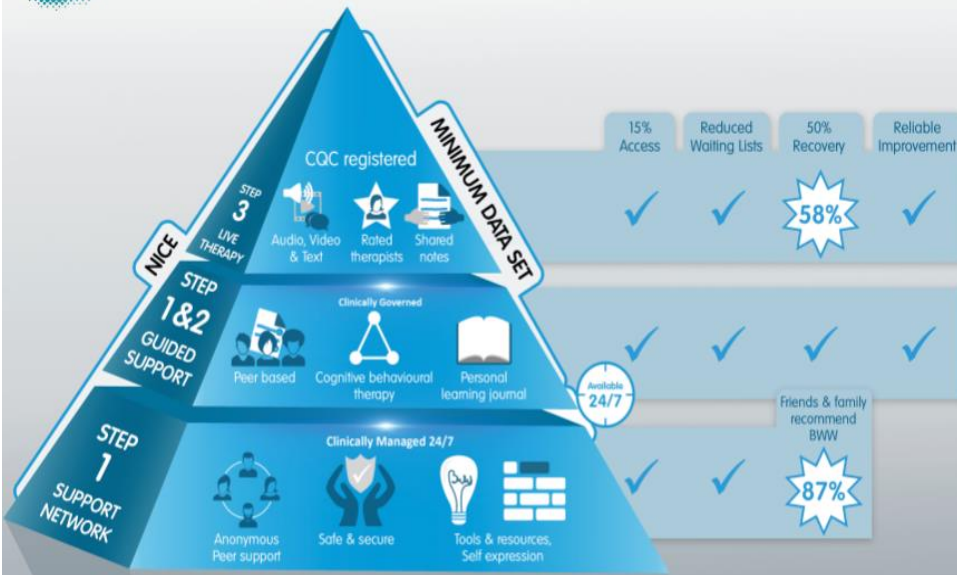 NICE
MINIMUM DATA SET
STEP
3
LIVE
THERAPY
CQC registered
Audio, Video
& Text
Rated
therapists
Shared
notes
STEP
1&2
GUIDED
SUPPORT
Clinically Governed
Peer based
Cognitive behavioural
therapy
Personal
learning journal
Available
24/7
STEP
1
SUPPORT
NETWORK
Clinically Managed 24/7
Anonymous
Peer support
Safe & secure
Buu
Tools & resources,
Self expression
15%
Access
Reduced
Waiting Lists
50%
Recovery
Reliable
Improvement
58%
Friends & family
recommend
BWW
87%